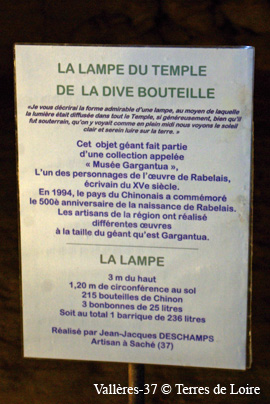 LA LAMPE DU TEMPLE
DE LA DIVE BOUTEILLE
«Je vous décrirai la forme admirable d'une lampe, au moyen de laquelle
la lumière était diffusée dans tout le Temple, si généreusement, bien qu'il
fut souterrain, qu'on y voyait comme en plein midi nous voyons le soleil
clair et serein luire sur la terre. »
Cet objet géant fait partie
d'une collection appelée
« Musée Gargantua »,
L'un des personnages de l'œuvre de Rabelais,
écrivain du XVe siècle.
En 1994, le pays du Chinonais a commémoré
le 500è anniversaire de la naissance de Rabelais.
Les artisans de la région ont réalisé
différentes œuvres
à la taille du géant qu'est Gargantua.
LA LAMPE
3 m du haut
1,20 m de circonférence au sol
215 bouteilles de Chinon
3 bonbonnes de 25 litres
Soit au total 1 barrique de 236 litres
Réalisé par Jean-Jacques DESCHAMPS
Artisan à Saché (37)
Vallères-37 © Terres de Loire